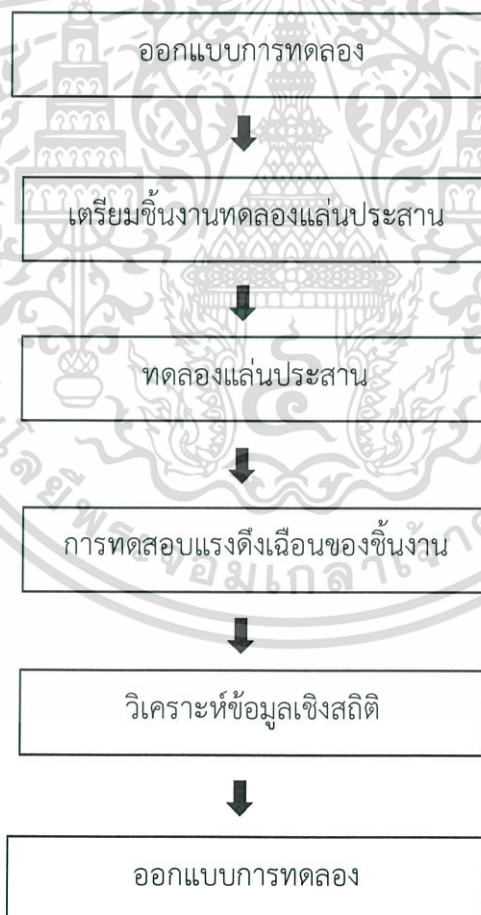 ออกแบบการทดลอง
เตรียมชิ้นงานทดลองแล่นประสาน
ทดลองแล่นประสาน
การทดสอบแรงดึงเฉือนของชิ้นงาน
วิเคราะห์ข้อมูลเชิงสถิติ
ออกแบบการทดลอง